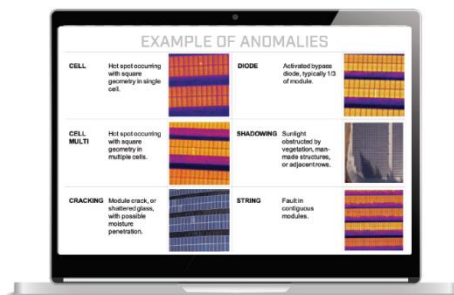 EXAMPLE OF ANOMALIES
CELL
Hot spot occurring
with square
geometry in single
cell.
DIODE
Activated bypass
diode, typically 1/3
of module.
CELL
MULTI
Hot spot occurring
with square
geometry in
multiple cells.
SHADOWING
Sunlight
obstructed by
vegetation, man-
made structures,
or adjacent rows.
CRACKING
Module crack, or
shattered glass,
with possible
moisture
penetration.
STRING
Fault in
contiguous
modules.